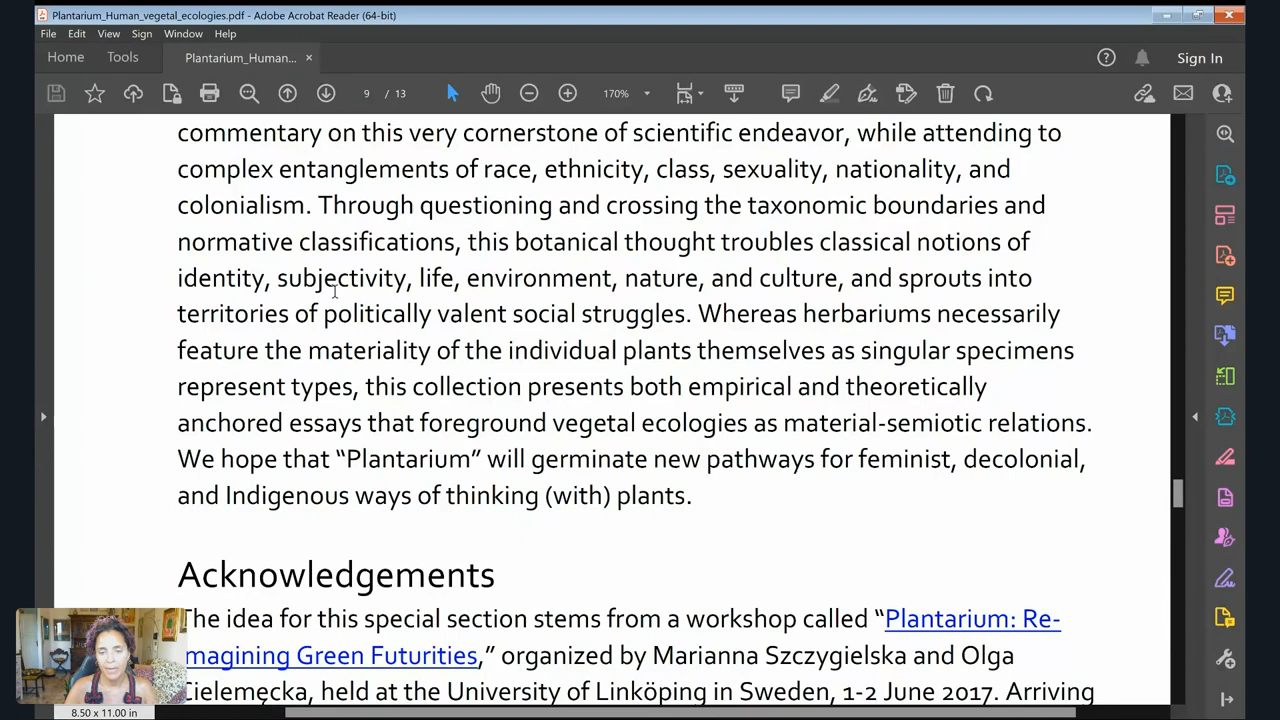 Plantarium_Human_vegetal_ecologies.pdf - Adobe Acrobat Reader (64-bit)
File Edit View Sign Window Help
Home Tools Plantarium_Human... × Sign In
9 / 13 170%
commentary on this very cornerstone of scientific endeavor, while attending to
complex entanglements of race, ethnicity, class, sexuality, nationality, and
colonialism. Through questioning and crossing the taxonomic boundaries and
normative classifications, this botanical thought troubles classical notions of
identity, subjectivity, life, environment, nature, and culture, and sprouts into
territories of politically valent social struggles. Whereas herbariums necessarily
feature the materiality of the individual plants themselves as singular specimens
represent types, this collection presents both empirical and theoretically
anchored essays that foreground vegetal ecologies as material-semiotic relations.
We hope that “Plantarium” will germinate new pathways for feminist, decolonial,
and Indigenous ways of thinking (with) plants.
Acknowledgements
The idea for this special section stems from a workshop called “Plantarium: Re-
magining Green Futurities,” organized by Marianna Szczygielska and Olga
Cielemęcka, held at the University of Linköping in Sweden, 1-2 June 2017. Arriving
8.50 x 11.00 in